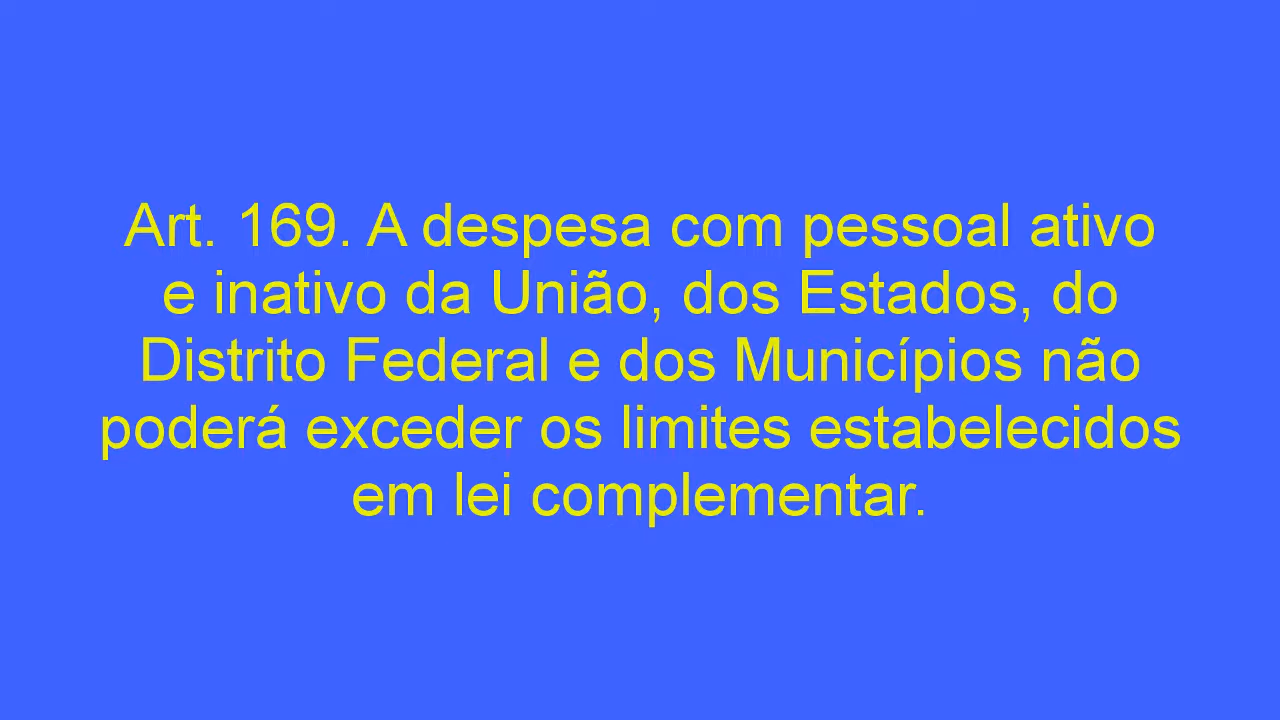 Art. 169. A despesa com pessoal ativo
e inativo da União, dos Estados, do
Distrito Federal e dos Municípios não
poderá exceder os limites estabelecidos
em lei complementar.